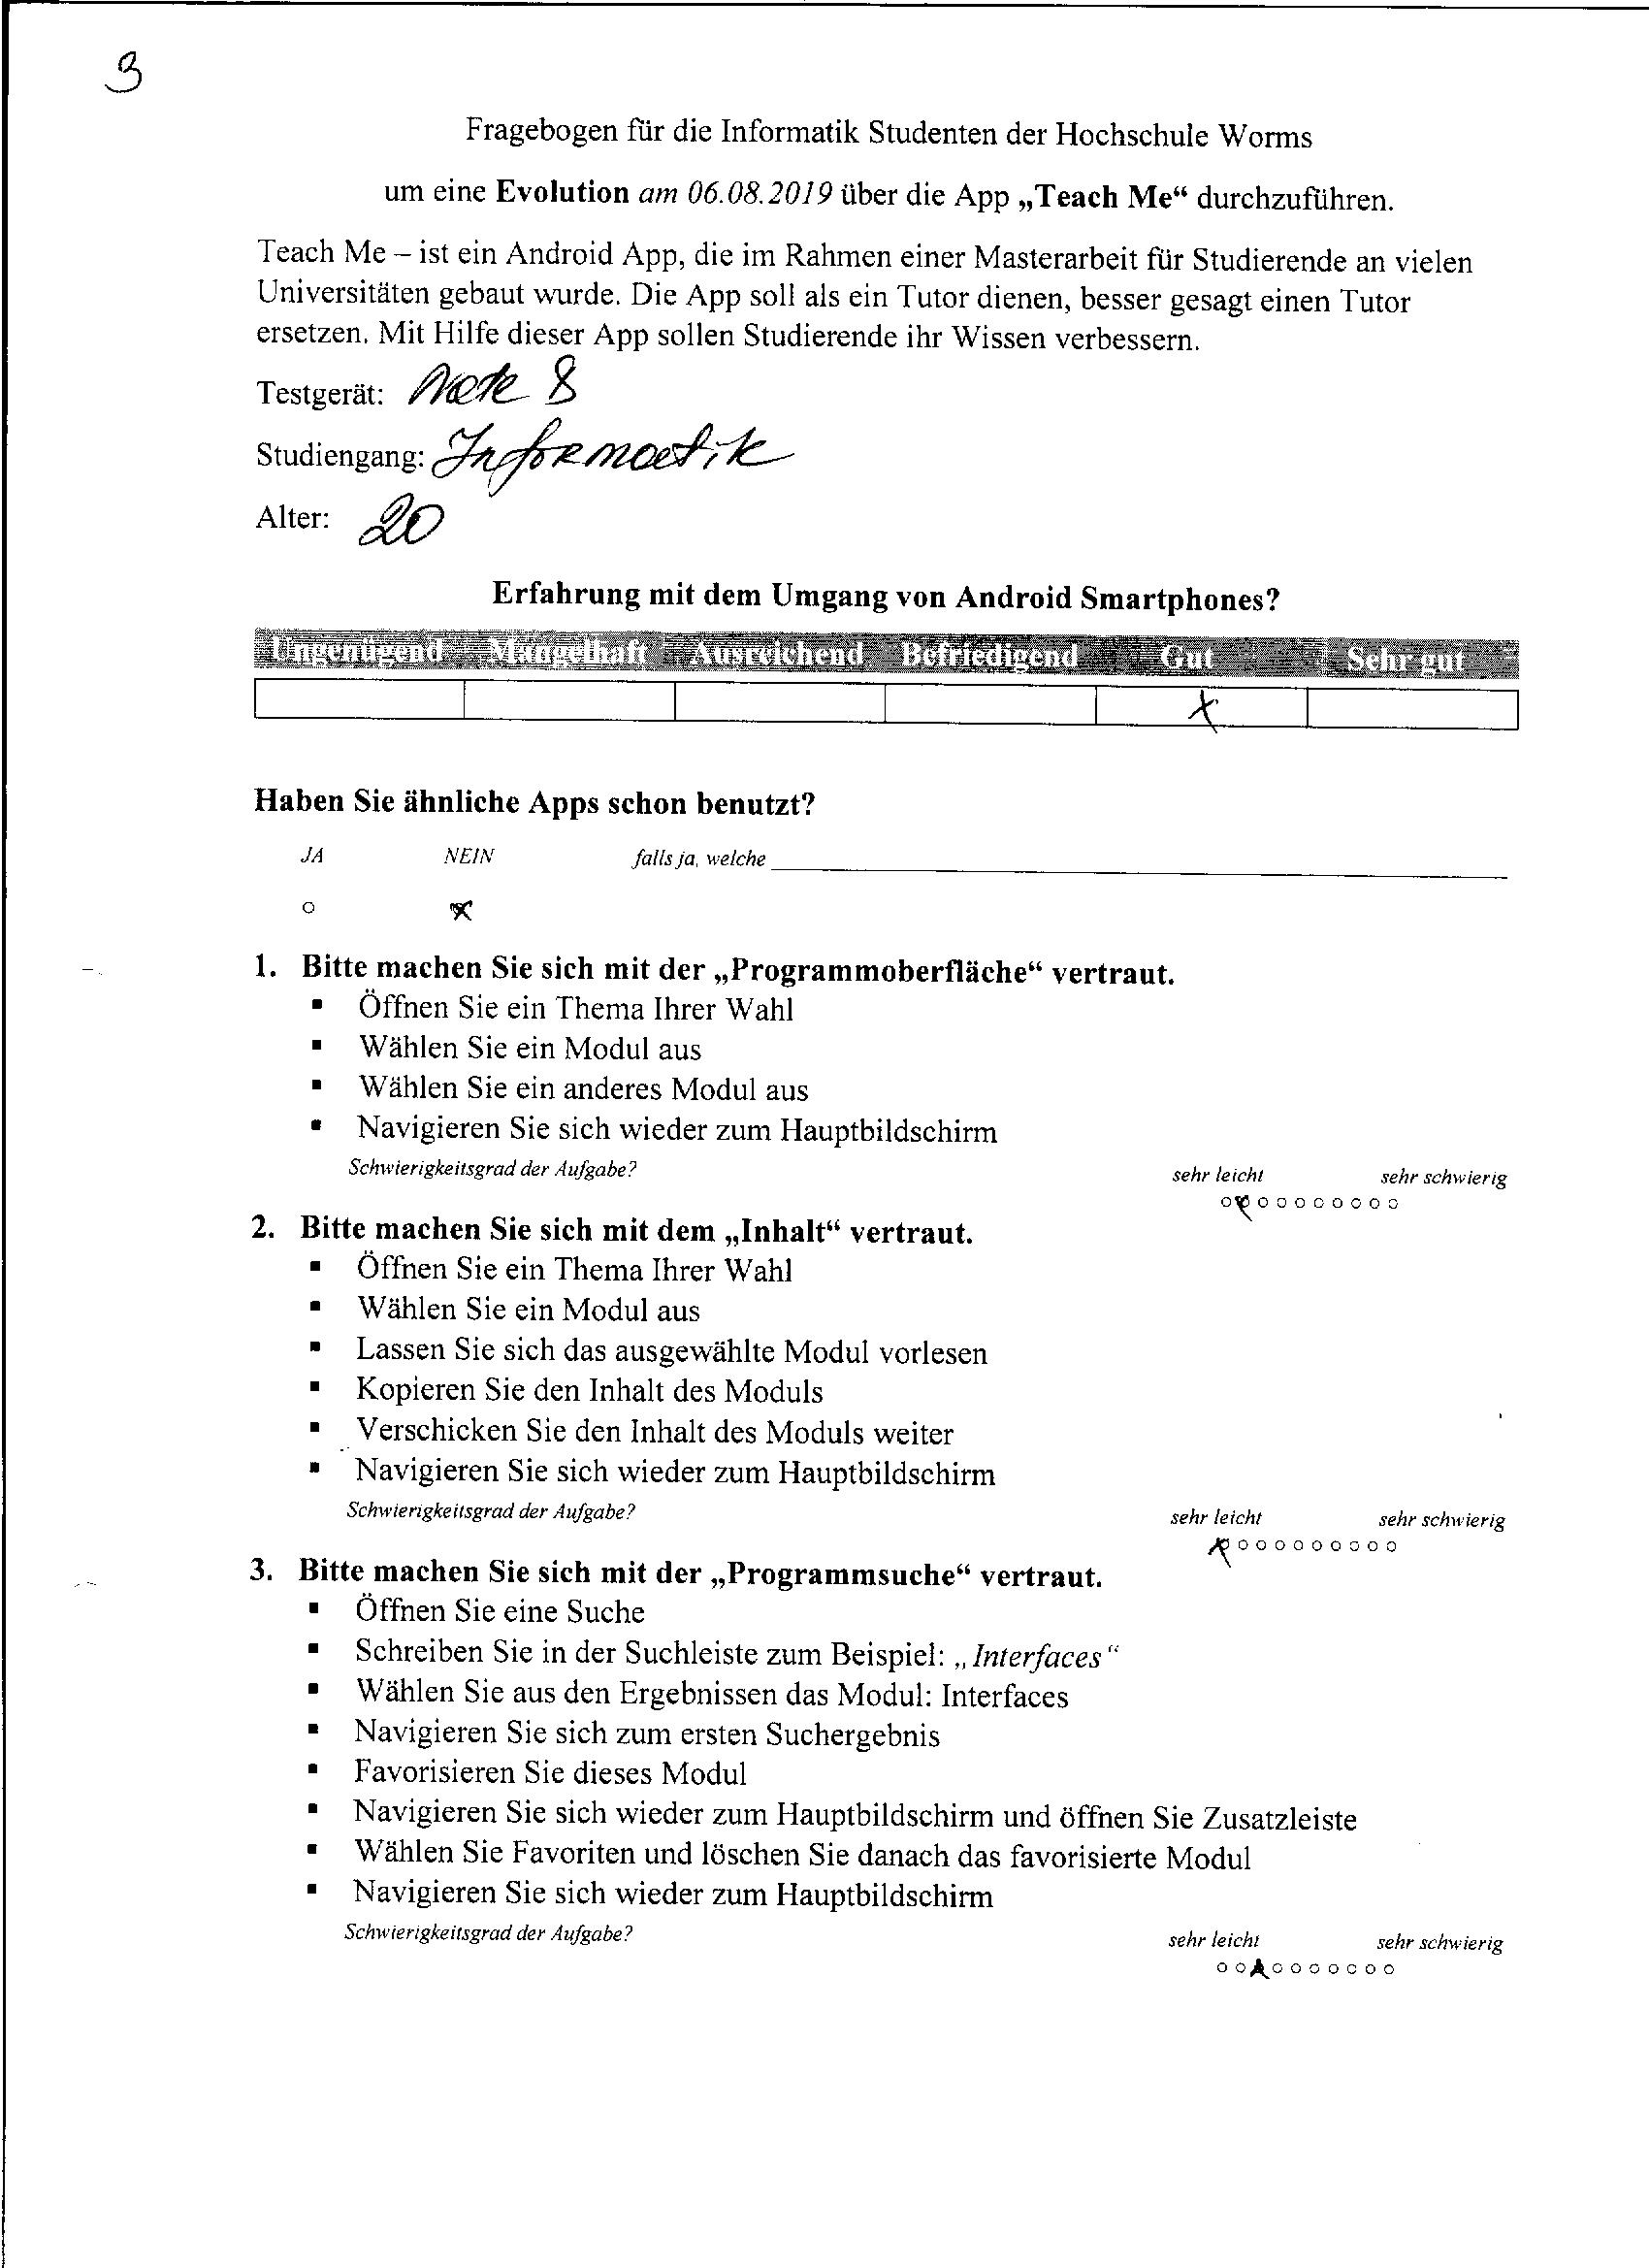 3
Fragebogen für die Informatik Studenten der Hochschule Worms
um eine Evolution am 06.08.2019 über die App „Teach Me“ durchzuführen.
Teach Me – ist ein Android App, die im Rahmen einer Masterarbeit für Studierende an vielen
Universitäten gebaut wurde. Die App soll als ein Tutor dienen, besser gesagt einen Tutor
ersetzen. Mit Hilfe dieser App sollen Studierende ihr Wissen verbessern.
Testgerät: Note 8
Studiengang: Informatik
Alter: 20
Erfahrung mit dem Umgang von Android Smartphones?
Ungenügend Mangelhaft Ausreichend Befriedigend Gut Sehr gut
X
Haben Sie ähnliche Apps schon benutzt?
JA NEIN falls ja, welche
1. Bitte machen Sie sich mit der „Programmoberfläche“ vertraut.
▪ Öffnen Sie ein Thema Ihrer Wahl
▪ Wählen Sie ein Modul aus
▪ Wählen Sie ein anderes Modul aus
▪ Navigieren Sie sich wieder zum Hauptbildschirm
Schwierigkeitsgrad der Aufgabe? sehr leicht sehr schwierig
2. Bitte machen Sie sich mit dem „Inhalt“ vertraut.
▪ Öffnen Sie ein Thema Ihrer Wahl
▪ Wählen Sie ein Modul aus
▪ Lassen Sie sich das ausgewählte Modul vorlesen
▪ Kopieren Sie den Inhalt des Moduls
▪ Verschicken Sie den Inhalt des Moduls weiter
▪ Navigieren Sie sich wieder zum Hauptbildschirm
Schwierigkeitsgrad der Aufgabe? sehr leicht sehr schwierig
3. Bitte machen Sie sich mit der „Programmsuche“ vertraut.
▪ Öffnen Sie eine Suche
▪ Schreiben Sie in der Suchleiste zum Beispiel: „Interfaces“
▪ Wählen Sie aus den Ergebnissen das Modul: Interfaces
▪ Navigieren Sie sich zum ersten Suchergebnis
▪ Favorisieren Sie dieses Modul
▪ Navigieren Sie sich wieder zum Hauptbildschirm und öffnen Sie Zusatzleiste
▪ Wählen Sie Favoriten und löschen Sie danach das favorisierte Modul
▪ Navigieren Sie sich wieder zum Hauptbildschirm
Schwierigkeitsgrad der Aufgabe? sehr leicht sehr schwierig